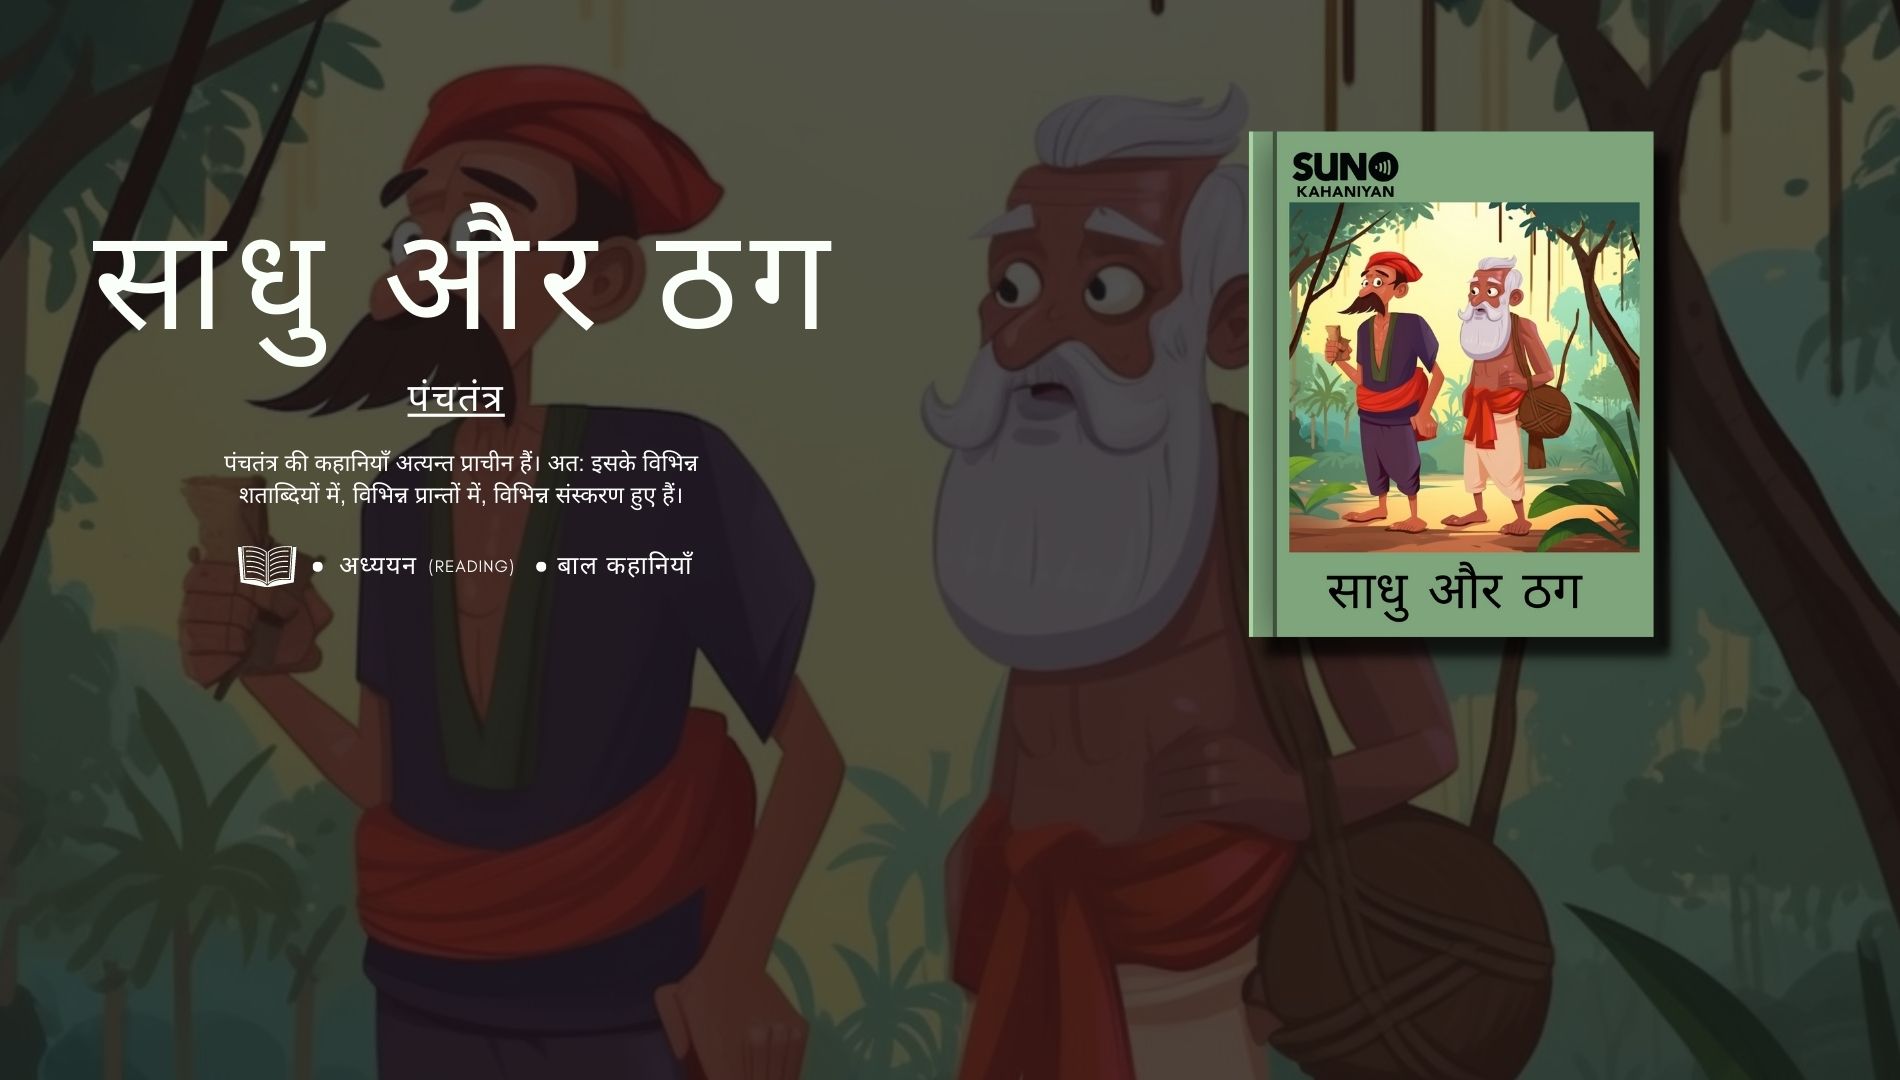 साधु और ठग
पंचतंत्र
पंचतंत्र की कहानियाँ अत्यन्त प्राचीन हैं। अत: इसके विभिन्न
शताब्दियों में, विभिन्न प्रान्तों में, विभिन्न संस्करण हुए हैं।
• अध्ययन (READING) • बाल कहानियाँ
SUNO
KAHANIYAN
साधु और ठग